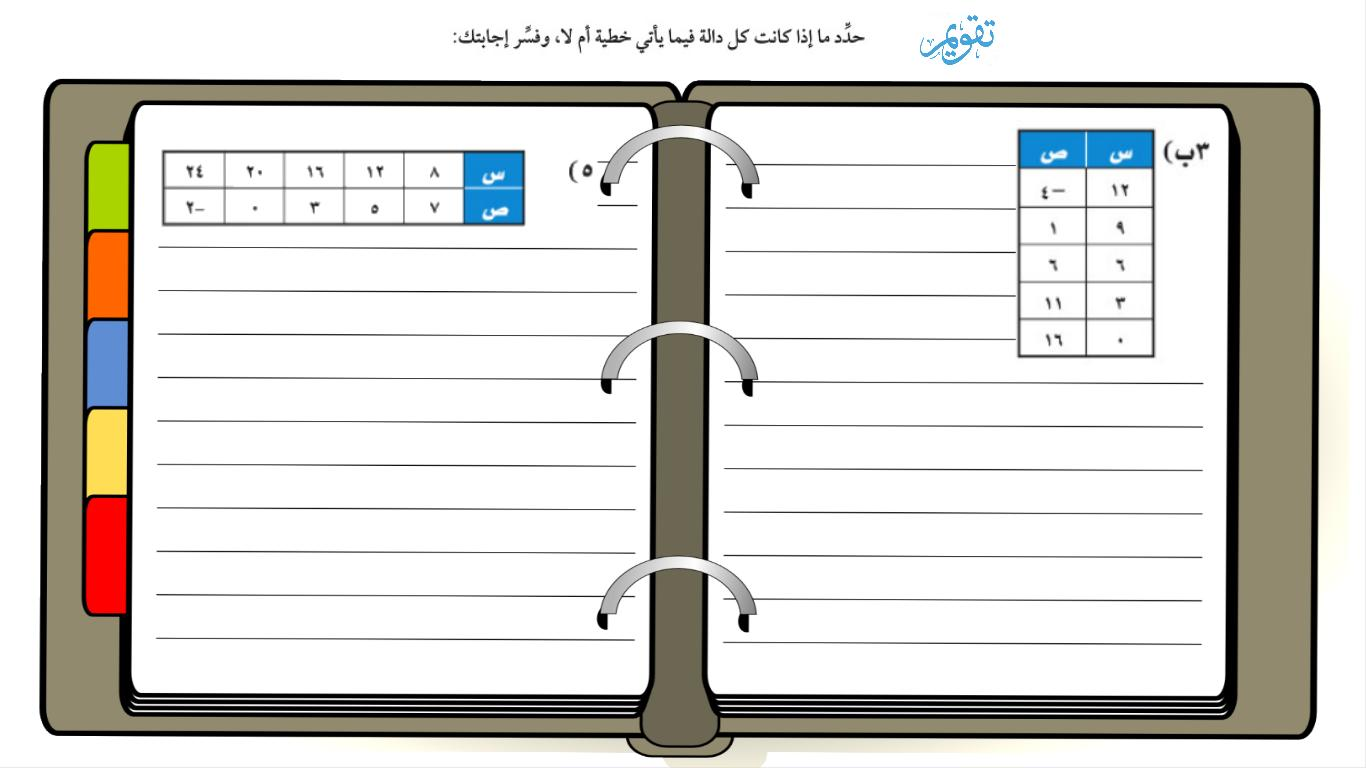 تقويم
حدِّد ما إذا كانت كل دالة فيما يأتي خطية أم لا، وفسِّر إجابتك:
٣ب)
س ص
١٢ −٤
٩ ١
٦ ٦
٣ ١١
٠ ١٦
٥)
س ٨ ١٢ ١٦ ٢٠ ٢٤
ص ٧ ٥ ٣ ٠ −٢